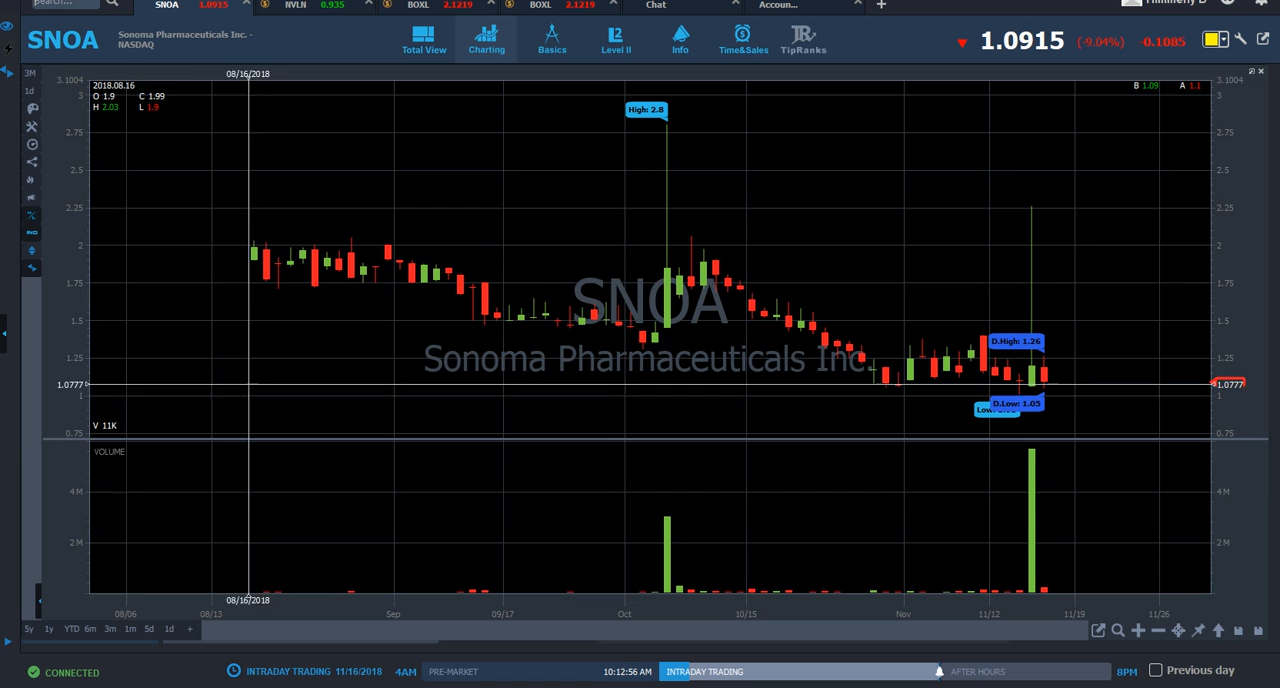 Search...
SNOA 1.0915
NVLN 0.935
BOXL 2.1219
BOXL 2.1219
Chat
Accoun...
SNOA
Sonoma Pharmaceuticals Inc. -
NASDAQ
Total View
Charting
Basics
Level II
Info
Time&Sales
TipRanks
1.0915 (-9.04%) -0.1085
3M
1d
08/16/2018
3.1004
3
2.75
2.5
2.25
2
1.75
1.5
1.25
1.0777
1
0.75
2018.08.16
O 1.9 C 1.99
H 2.03 L 1.9
B 1.09 A 1.1
High: 2.8
SNOA
Sonoma Pharmaceuticals Inc.
D.High: 1.26
D.Low: 1.05
3.1004
3
2.75
2.5
2.25
2
1.75
1.5
1.25
1.0777
1
0.75
V 11K
VOLUME
4 M
2 M
4 M
2 M
08/16/2018
08/06 08/13 Sep 09/17 Oct 10/15 Nov 11/12 11/19 11/26
5y 1y YTD 6m 3m 1m 5d 1d +
CONNECTED
INTRADAY TRADING 11/16/2018
4AM
PRE-MARKET
10:12:56 AM
INTRADAY TRADING
AFTER HOURS
8PM
Previous day